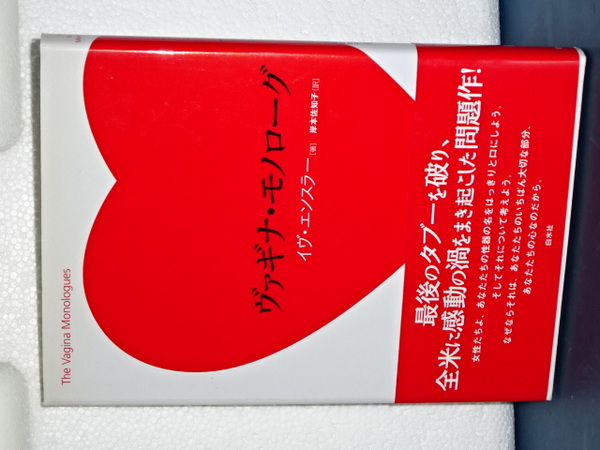 The Vagina Monologues
ヴァギナ・モノローグ
イヴ・エンスラー[著] 岸本佐知子[訳]
最後のタブーを破り、
全米に感動の渦をまき起こした問題作!
女性たちよ、あなたたちの性器の名をはっきりと口にしよう。
そしてそれについて考えよう。
なぜならそれは、あなたたちのいちばん大切な部分、
あなたたちの心なのだから。
白水社